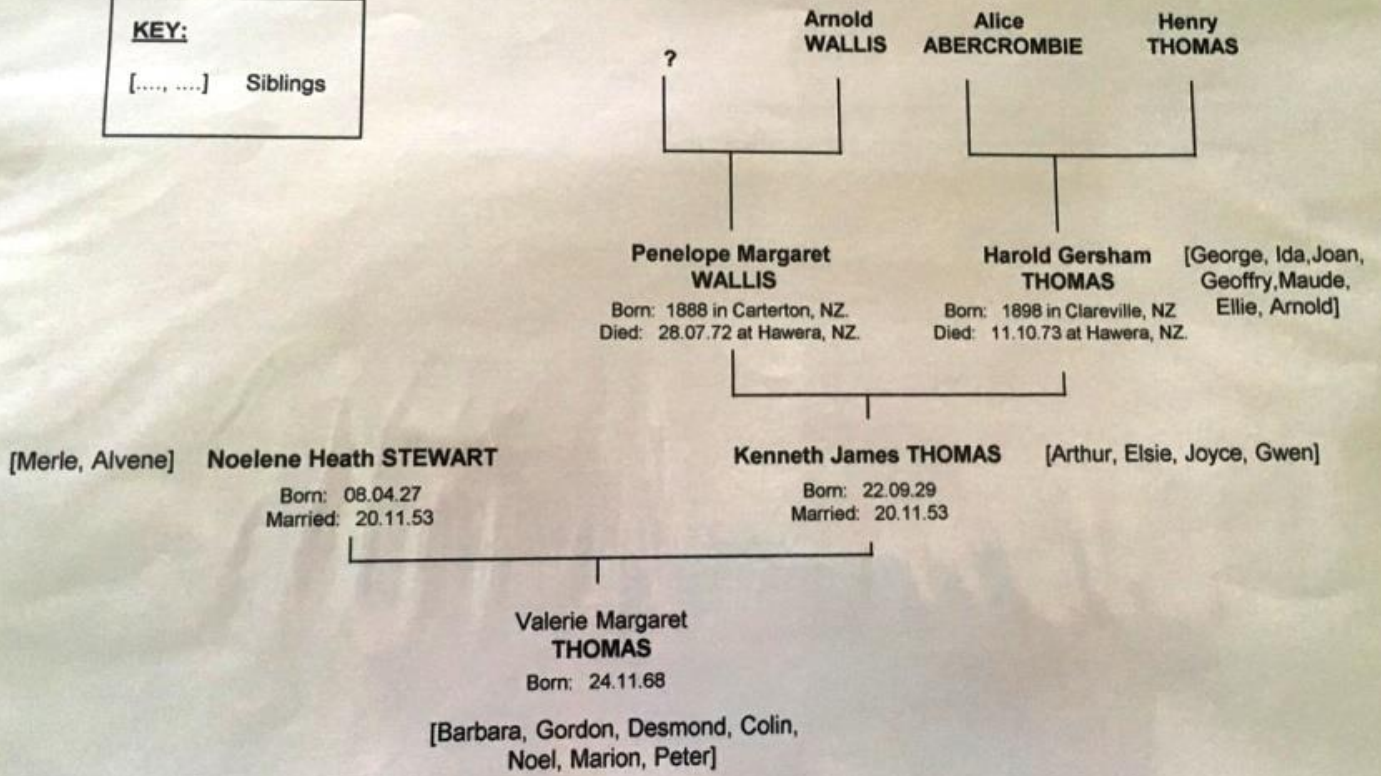 KEY:
[...., ....] Siblings
?
Arnold
WALLIS
Alice
ABERCROMBIE
Henry
THOMAS
Penelope Margaret
WALLIS
Born: 1888 in Carterton, NZ.
Died: 28.07.72 at Hawera, NZ.
Harold Gersham
THOMAS
Born: 1898 in Clareville, NZ
Died: 11.10.73 at Hawera, NZ.
[George, Ida,Joan,
Geoffry,Maude,
Ellie, Arnold]
[Merle, Alvene]
Noelene Heath STEWART
Born: 08.04.27
Married: 20.11.53
Kenneth James THOMAS
Born: 22.09.29
Married: 20.11.53
[Arthur, Elsie, Joyce, Gwen]
Valerie Margaret
THOMAS
Born: 24.11.68
[Barbara, Gordon, Desmond, Colin,
Noel, Marion, Peter]